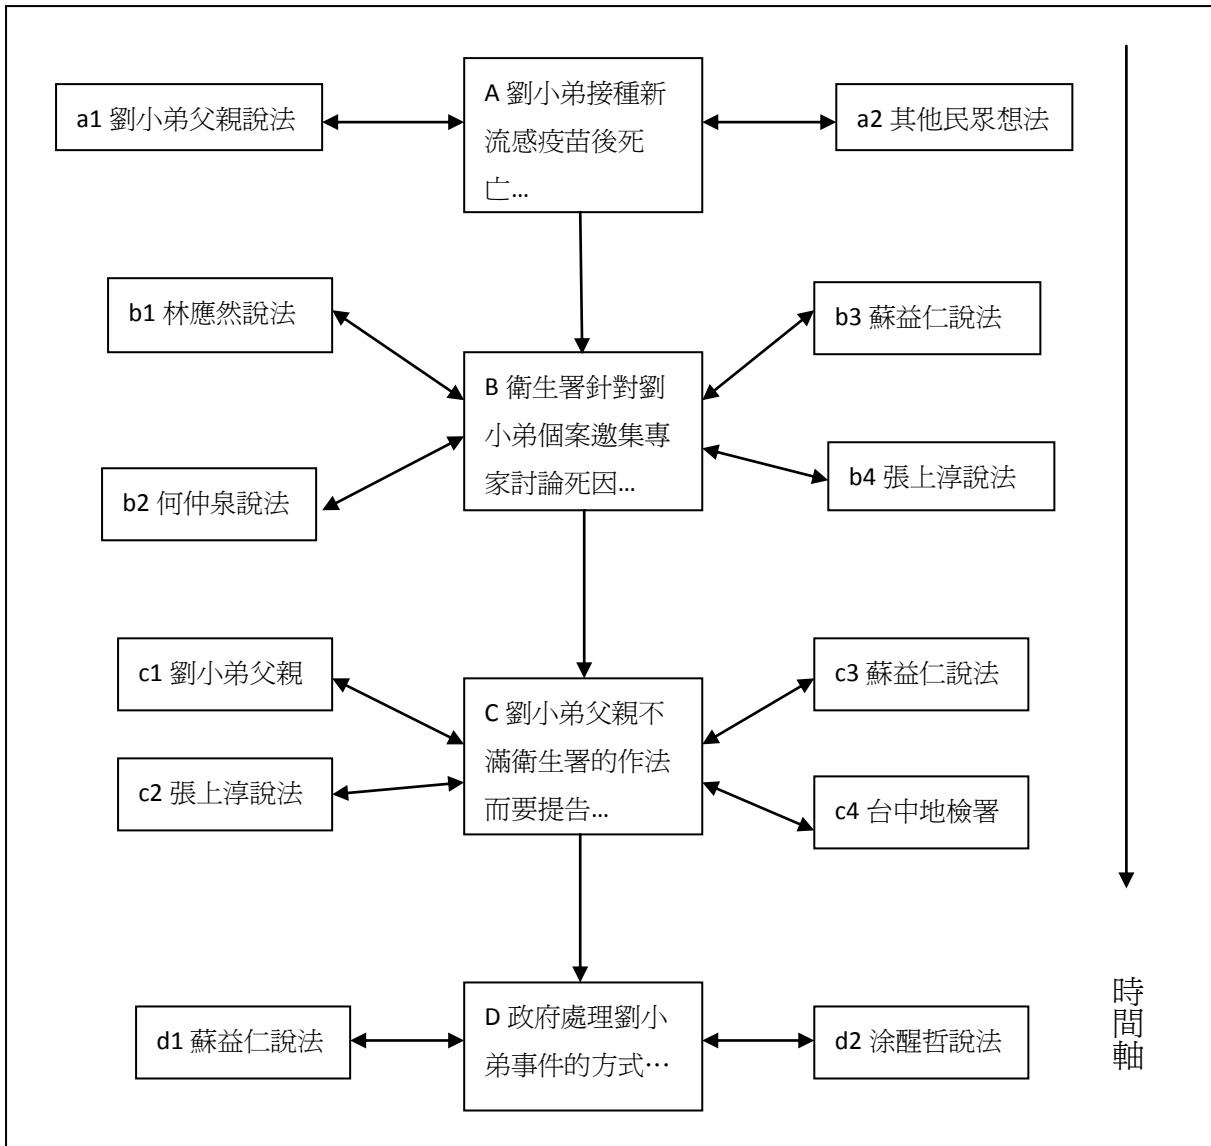 A 劉小弟接種新
流感疫苗後死
亡…
a1 劉小弟父親說法
a2 其他民眾想法
b1 林應然說法
b3 蘇益仁說法
B 衛生署針對劉
小弟個案邀集專
家討論死因…
b2 何仲泉說法
b4 張上淳說法
c1 劉小弟父親
c3 蘇益仁說法
C 劉小弟父親不
滿衛生署的作法
而要提告…
c2 張上淳說法
c4 台中地檢署
D 政府處理劉小
弟事件的方式…
d1 蘇益仁說法
d2 涂醒哲說法
時間軸